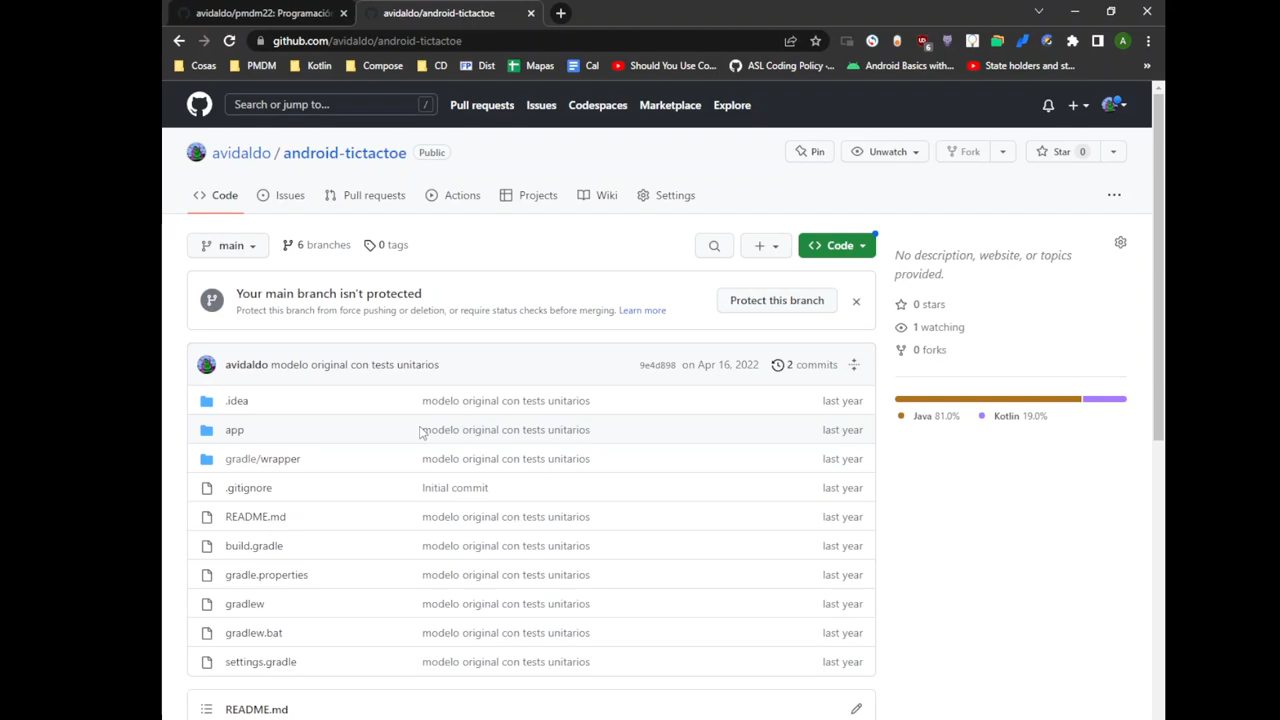 avidaldo/pmdm22: Programación
avidaldo/android-tictactoe
github.com/avidaldo/android-tictactoe
6
A
Cosas PMDM Kotlin Compose CD Dist Mapas Cal Should You Use Co... ASL Coding Policy-... Android Basics with... State holders and st... »
Search or jump to... /
Pull requests Issues Codespaces Marketplace Explore
avidaldo / android-tictactoe Public
Pin Unwatch Fork Star 0
Code Issues Pull requests Actions Projects Wiki Settings
main 6 branches 0 tags
Code
No description, website, or topics
provided.
Your main branch isn't protected
Protect this branch from force pushing or deletion, or require status checks before merging. Learn more
Protect this branch
0 stars
1 watching
0 forks
avidaldo modelo original con tests unitarios 9e4d898 on Apr 16, 2022 2 commits
.idea modelo original con tests unitarios last year
app modelo original con tests unitarios last year
gradle/wrapper modelo original con tests unitarios last year
.gitignore Initial commit last year
README.md modelo original con tests unitarios last year
build.gradle modelo original con tests unitarios last year
gradle.properties modelo original con tests unitarios last year
gradlew modelo original con tests unitarios last year
gradlew.bat modelo original con tests unitarios last year
settings.gradle modelo original con tests unitarios last year
Java 81.0% Kotlin 19.0%
README.md